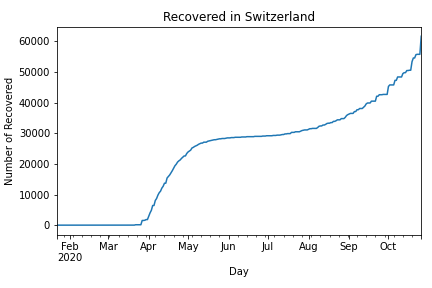 Recovered in Switzerland
Number of Recovered
60000
50000
40000
30000
20000
10000
0
Feb Mar Apr May Jun Jul Aug Sep Oct
2020
Day